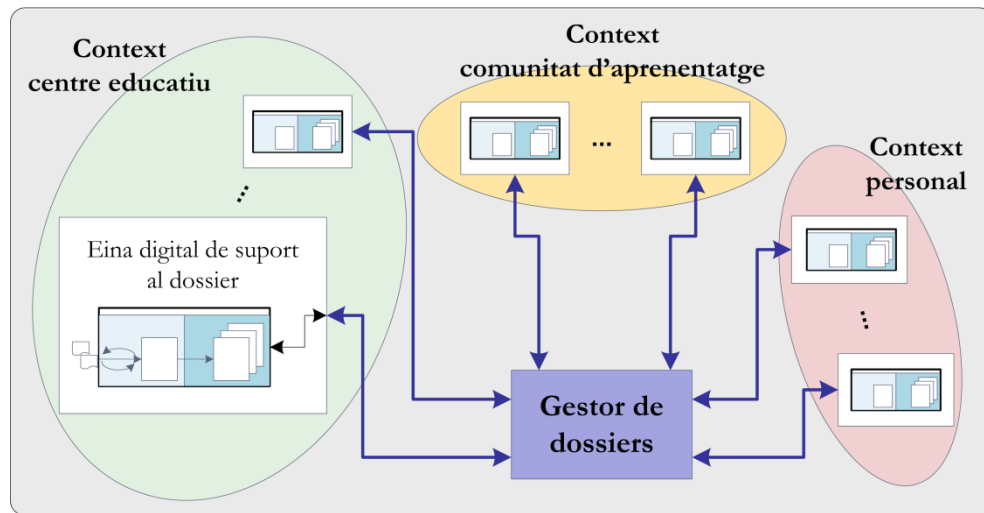 Context
centre educatiu
Context
comunitat d’aprenentatge
Context
personal
...
...
Eina digital de suport
al dossier
...
Gestor de
dossiers